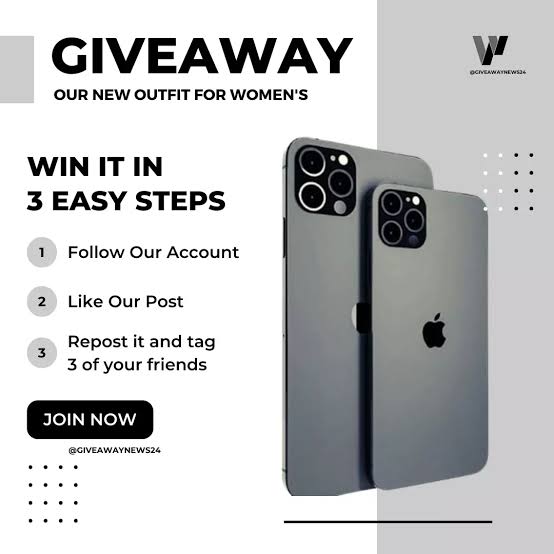 GIVEAWAY
OUR NEW OUTFIT FOR WOMEN'S
@GIVEAWAYNEWS24
WIN IT IN
3 EASY STEPS
1 Follow Our Account
2 Like Our Post
3 Repost it and tag
3 of your friends
JOIN NOW
@GIVEAWAYNEWS24